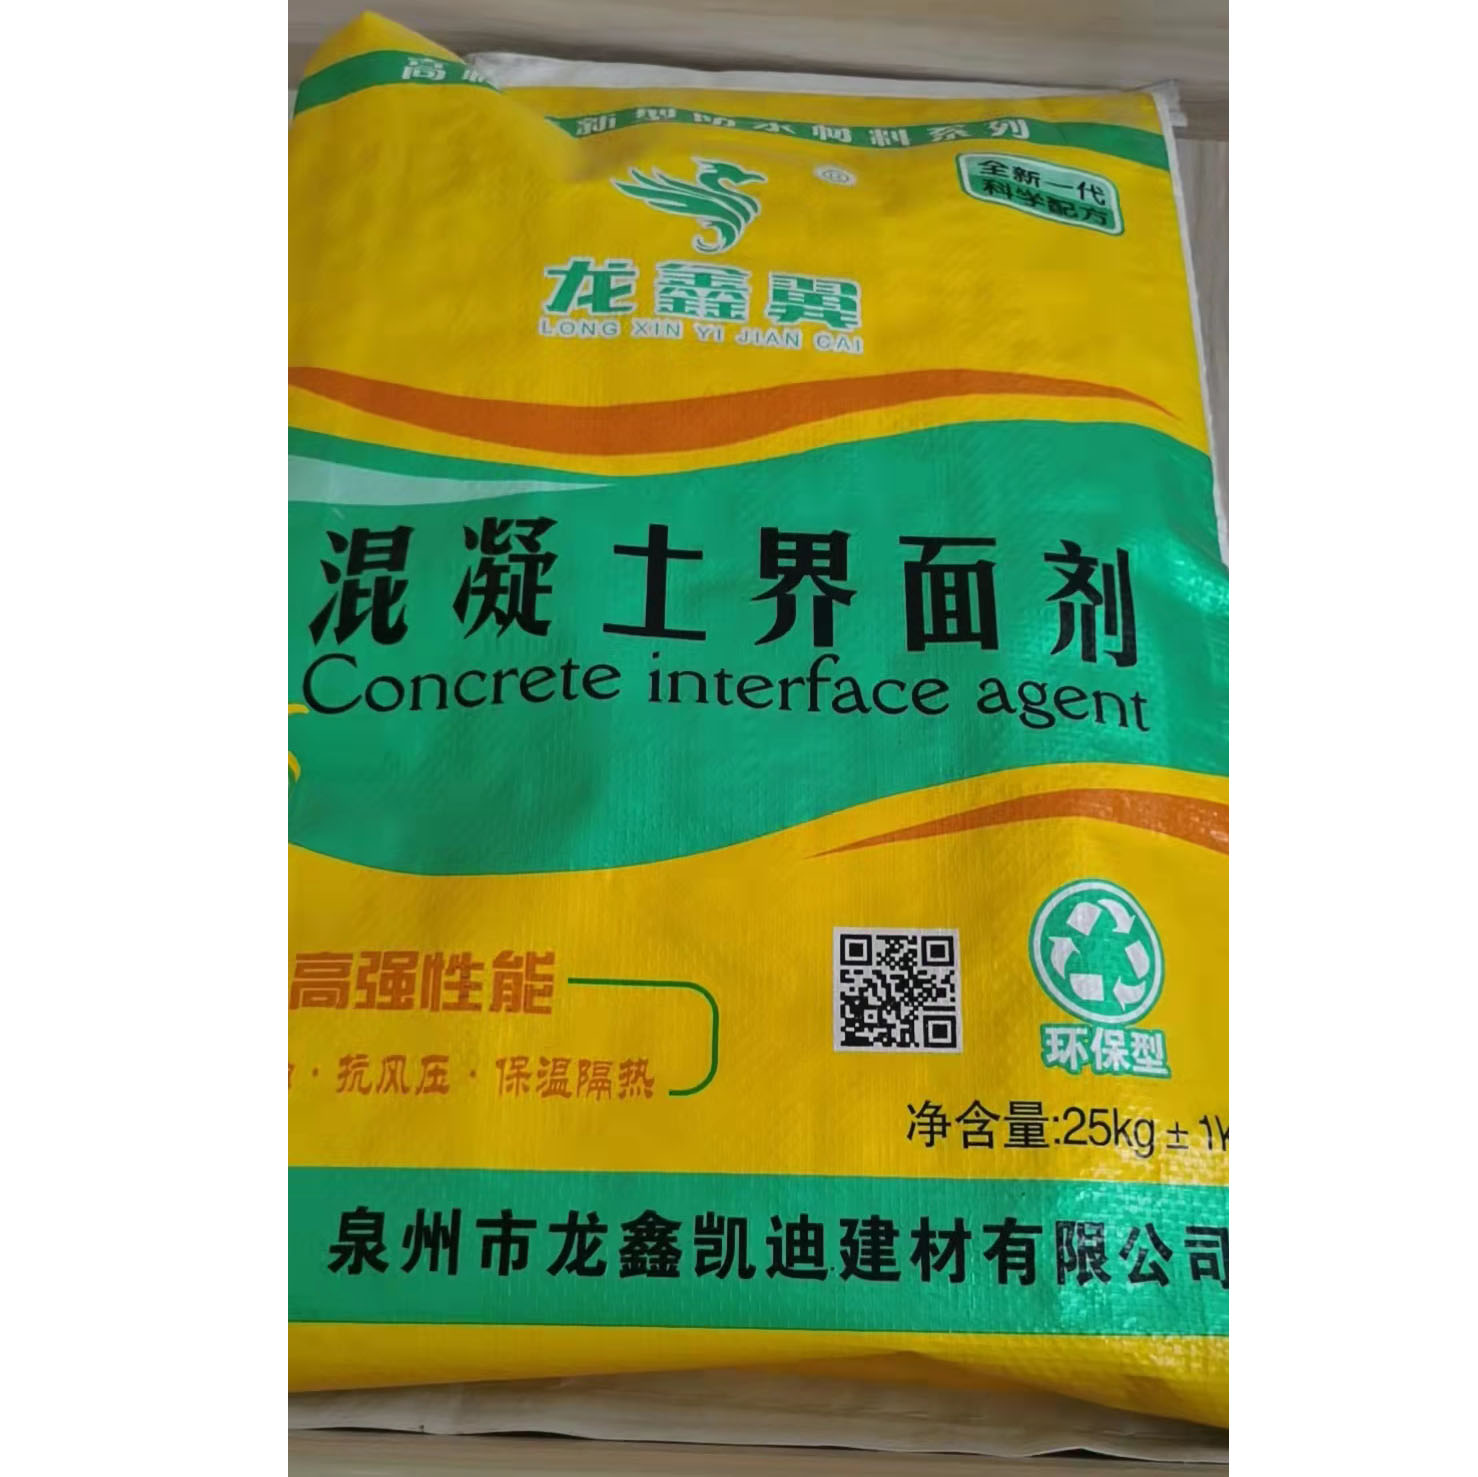 高
新型防水材料系列
全新一代
科学配方
龙鑫翼
LONG XIN YI JIAN CAI
混凝土界面剂
Concrete interface agent
高强性能
·抗风压·保温隔热
环保型
净含量:25kg±1k
泉州市龙鑫凯迪建材有限公司